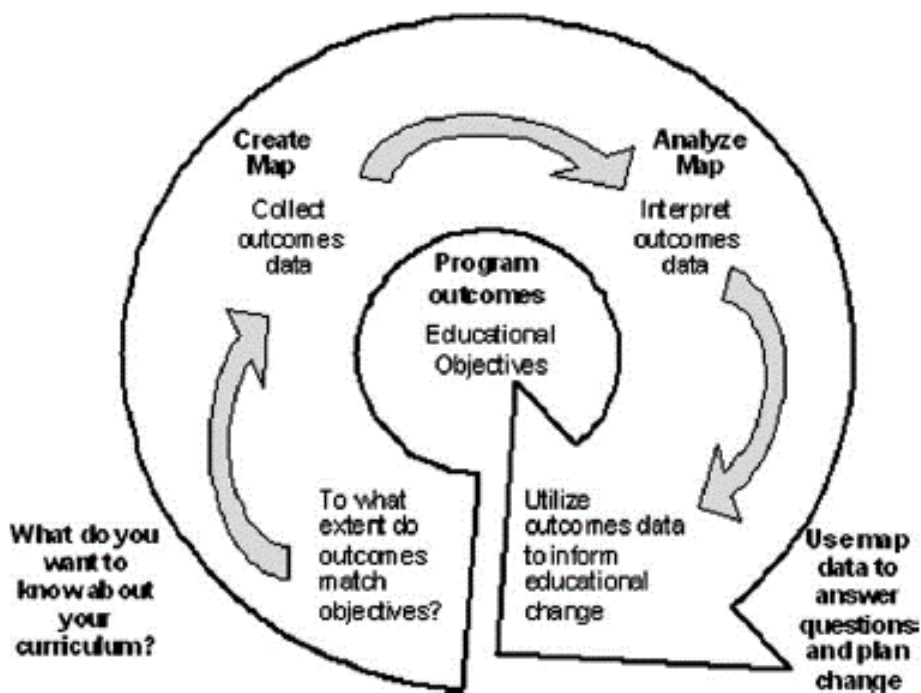 Create
Map
Collect
outcomes
data
Analyze
Map
Interpret
outcomes
data
Program
outcomes
Educational
Objectives
What do you
want to
know about
your
curriculum?
To what
extent do
outcomes
match
objectives?
Utilize
outcomes data
to inform
educational
change
Use map
data to
answer
questions
and plan
change